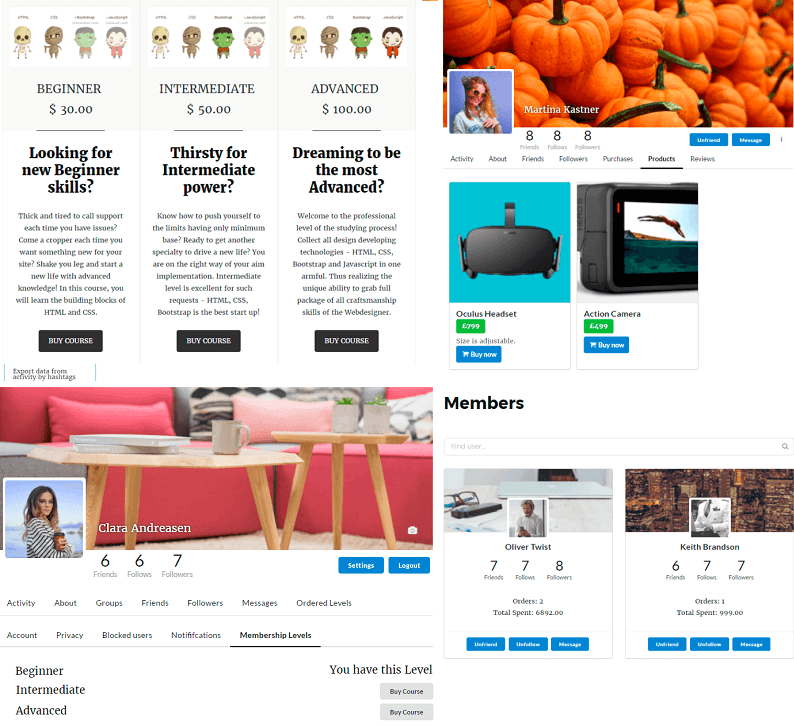 HTML CSS Bootstrap JavaScript
HTML CSS Bootstrap JavaScript
HTML CSS Bootstrap JavaScript
BEGINNER
$ 30.00
Looking for
new Beginner
skills?
Thick and tired to call support
each time you have issues?
Come a cropper each time you
want something new for your
site? Shake you leg and start a
new life with advanced
knowledge! In this course, you
will learn the building blocks of
HTML and CSS.
BUY COURSE
INTERMEDIATE
$ 50.00
Thirsty for
Intermediate
power?
Know how to push yourself to
the limits having only minimum
base? Ready to get another
specialty to drive a new life? You
are on the right way of your aim
implementation. Intermediate
level is excellent for such
requests - HTML, CSS,
Bootstrap is the best start up!
BUY COURSE
ADVANCED
$ 100.00
Dreaming to be
the most
Advanced?
Welcome to the professional
level of the studying process!
Collect all design developing
technologies - HTML, CSS,
Bootstrap and Javascript in one
armful. Thus realizing the
unique ability to grab full
package of all craftsmanship
skills of the Webdesigner.
BUY COURSE
Export data from
activity by hashtags
Martina Kastner
8 8 8
Friends Follows Followers
Unfriend Message
Activity About Friends Followers Purchases Products Reviews
Oculus Headset
£799
Size is adjustable.
Buy now
Action Camera
£499
Buy now
Clara Andreasen
6 6 7
Friends Follows Followers
Settings Logout
Activity About Groups Friends Followers Messages Ordered Levels
Account Privacy Blocked users Notififcations Membership Levels
Beginner You have this Level
Intermediate Buy Course
Advanced Buy Course
Members
Find user...
Oliver Twist
7 7 8
Friends Follows Followers
Orders: 2
Total Spent: 6892.00
Unfriend Unfollow Message
Keith Brandson
6 7 7
Friends Follows Followers
Orders: 1
Total Spent: 999.00
Unfriend Unfollow Message